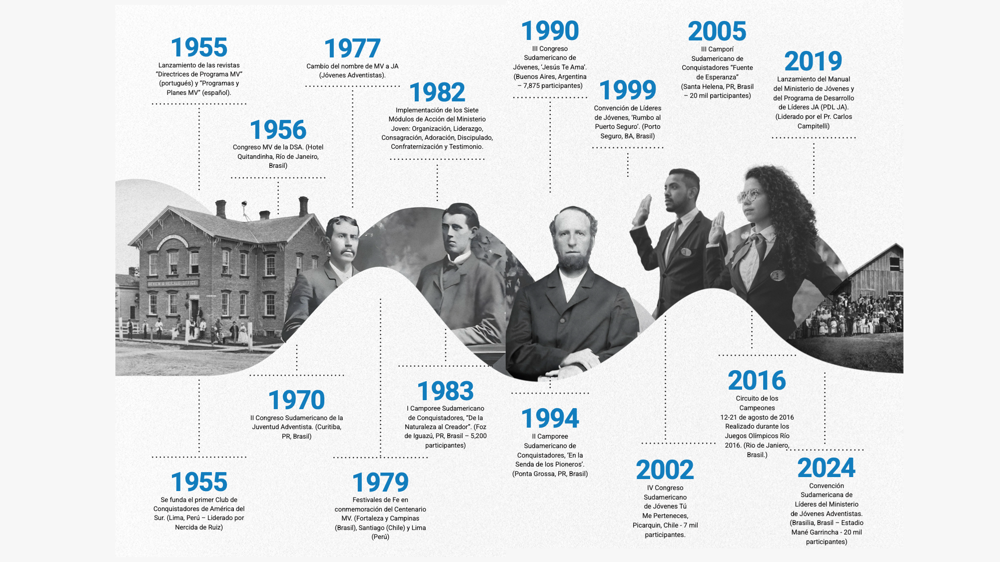 1955
Lanzamiento de las revistas
“Directrices de Programa MV”
(portugués) y “Programas y
Planes MV” (español).
1956
Congreso MV de la DSA. (Hotel
Quitandinha, Río de Janeiro,
Brasil)
1977
Cambio del nombre de MV a JA
(Jóvenes Adventistas).
1982
Implementación de los Siete
Módulos de Acción del Ministerio
Joven: Organización, Liderazgo,
Consagración, Adoración, Discipulado,
Confraternización y Testimonio.
1990
III Congreso
Sudamericano de
Jóvenes, ‘Jesús Te Ama’.
(Buenos Aires, Argentina
– 7,875 participantes)
1999
Convención de Líderes
de Jóvenes, ‘Rumbo al
Puerto Seguro’. (Porto
Seguro, BA, Brasil)
2005
III Camporí
Sudamericano de
Conquistadores “Fuente
de Esperanza”
(Santa Helena, PR, Brasil
– 20 mil participantes)
2019
Lanzamiento del Manual
del Ministerio de Jóvenes y
del Programa de Desarrollo
de Líderes JA (PDL JA).
(Liderado por el Pr. Carlos
Campitelli)
REVIEW & HERALD OFFICE
1955
Se funda el primer Club de
Conquistadores de América del
Sur. (Lima, Perú – Liderado por
Nercida de Ruiz)
1970
II Congreso Sudamericano de la
Juventud Adventista. (Curitiba,
PR, Brasil)
1979
Festivales de Fe en
conmemoración del Centenario
MV. (Fortaleza y Campinas
(Brasil), Santiago (Chile) y Lima
(Perú)
1983
I Camporee Sudamericano
de Conquistadores, “De la
Naturaleza al Creador”. (Foz
de Iguazú, PR, Brasil – 5,200
participantes)
1994
II Camporee
Sudamericano de
Conquistadores, ‘En la
Senda de los Pioneros’.
(Ponta Grossa, PR, Brasil)
2002
IV Congreso
Sudamericano
de Jóvenes Tú
Me Perteneces,
Picarquin, Chile - 7 mil
participantes.
2016
Circuito de los
Campeones
12-21 de agosto de 2016
Realizado durante los
Juegos Olímpicos Río
2016. (Rio de Janiero,
Brasil.)
2024
Convención
Sudamericana de
Líderes del Ministerio
de Jóvenes Adventistas.
(Brasilia, Brasil – Estadio
Mané Garrincha - 20 mil
participantes)